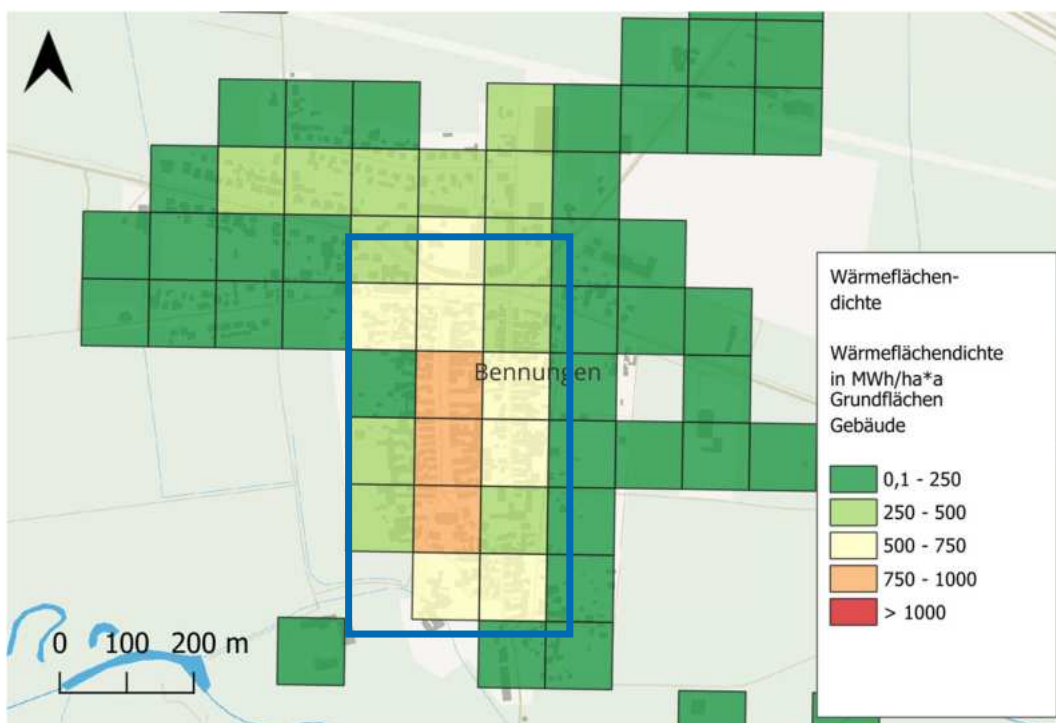 Bennungen
Wärmeflächen-
dichte
Wärmeflächendichte
in MWh/ha*a
Grundflächen
Gebäude
0,1 - 250
250 - 500
500 - 750
750 - 1000
> 1000
0 100 200 m